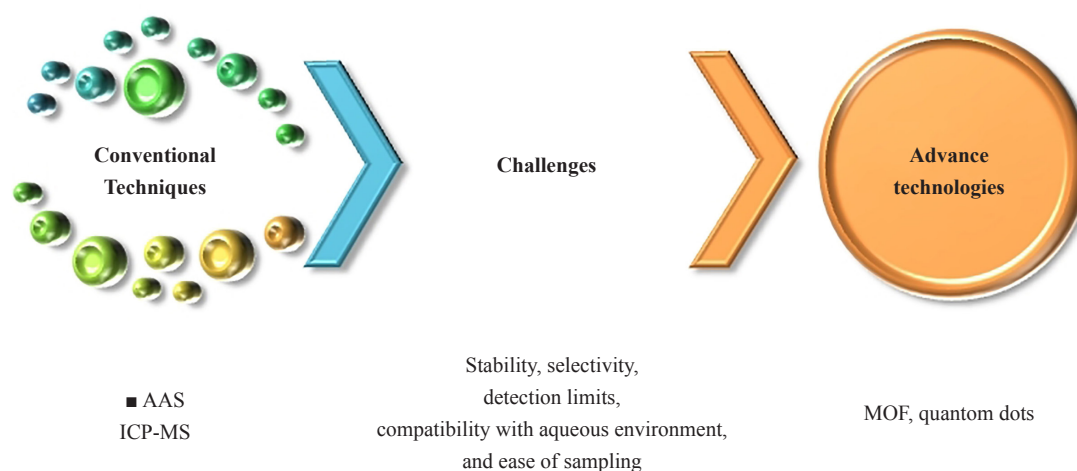 Conventional
Techniques
Challenges
Advance
technologies
■ AAS
ICP-MS
Stability, selectivity,
detection limits,
compatibility with aqueous environment,
and ease of sampling
MOF, quantom dots